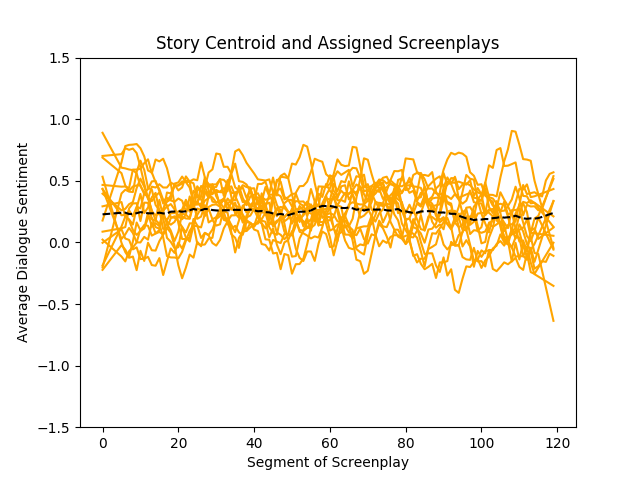 Story Centroid and Assigned Screenplays
1.5
1.0
0.5
0.0
−0.5
−1.0
−1.5
Average Dialogue Sentiment
0 20 40 60 80 100 120
Segment of Screenplay